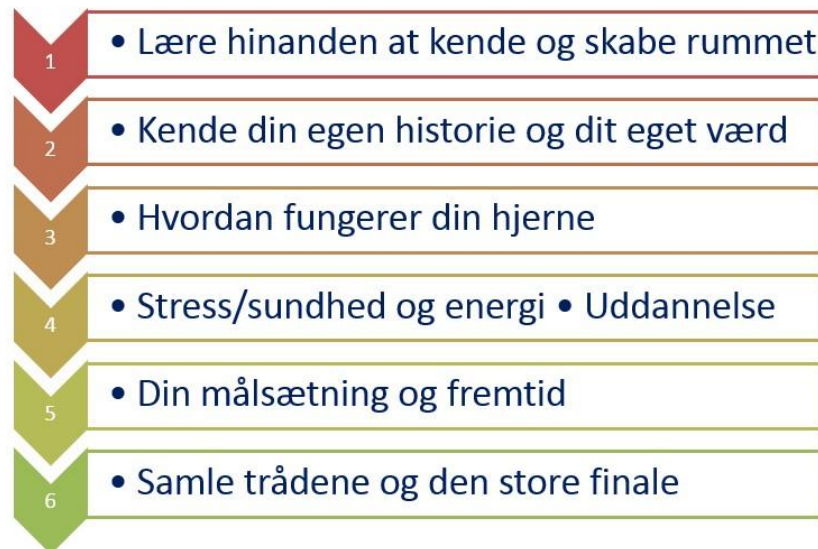 1 • Lære hinanden at kende og skabe rummet
2 • Kende din egen historie og dit eget værd
3 • Hvordan fungerer din hjerne
4 • Stress/sundhed og energi • Uddannelse
5 • Din målsætning og fremtid
6 • Samle trådene og den store finale